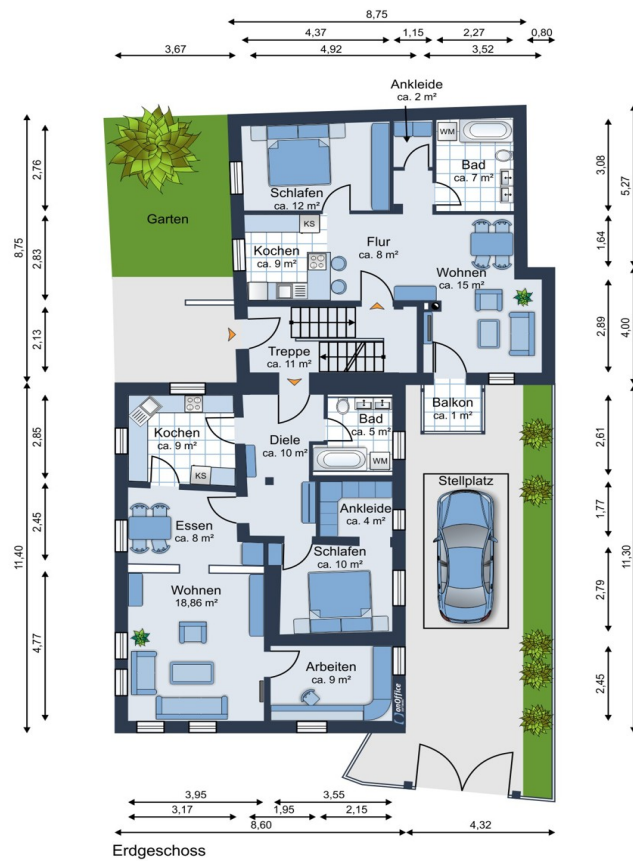 8,75
4,37
1,15
2,27
0,80
3,67
4,92
3,52
Ankleide
ca. 2 m²
WM
Bad
ca. 7 m²
Schlafen
ca. 12 m²
Garten
KS
Kochen
ca. 9 m²
Flur
ca. 8 m²
Wohnen
ca. 15 m²
Treppe
ca. 11 m²
Balkon
ca. 1 m²
Kochen
ca. 9 m²
KS
Diele
ca. 10 m²
Bad
ca. 5 m²
WM
Stellplatz
Ankleide
ca. 4 m²
Essen
ca. 8 m²
Schlafen
ca. 10 m²
Wohnen
18,86 m²
Arbeiten
ca. 9 m²
onOffice
2,76
8,75
2,83
2,13
2,85
2,45
11,40
4,77
3,08
5,27
1,64
2,89
4,00
2,61
1,77
11,30
2,79
2,45
3,95
3,55
3,17
1,95
2,15
8,60
4,32
Erdgeschoss